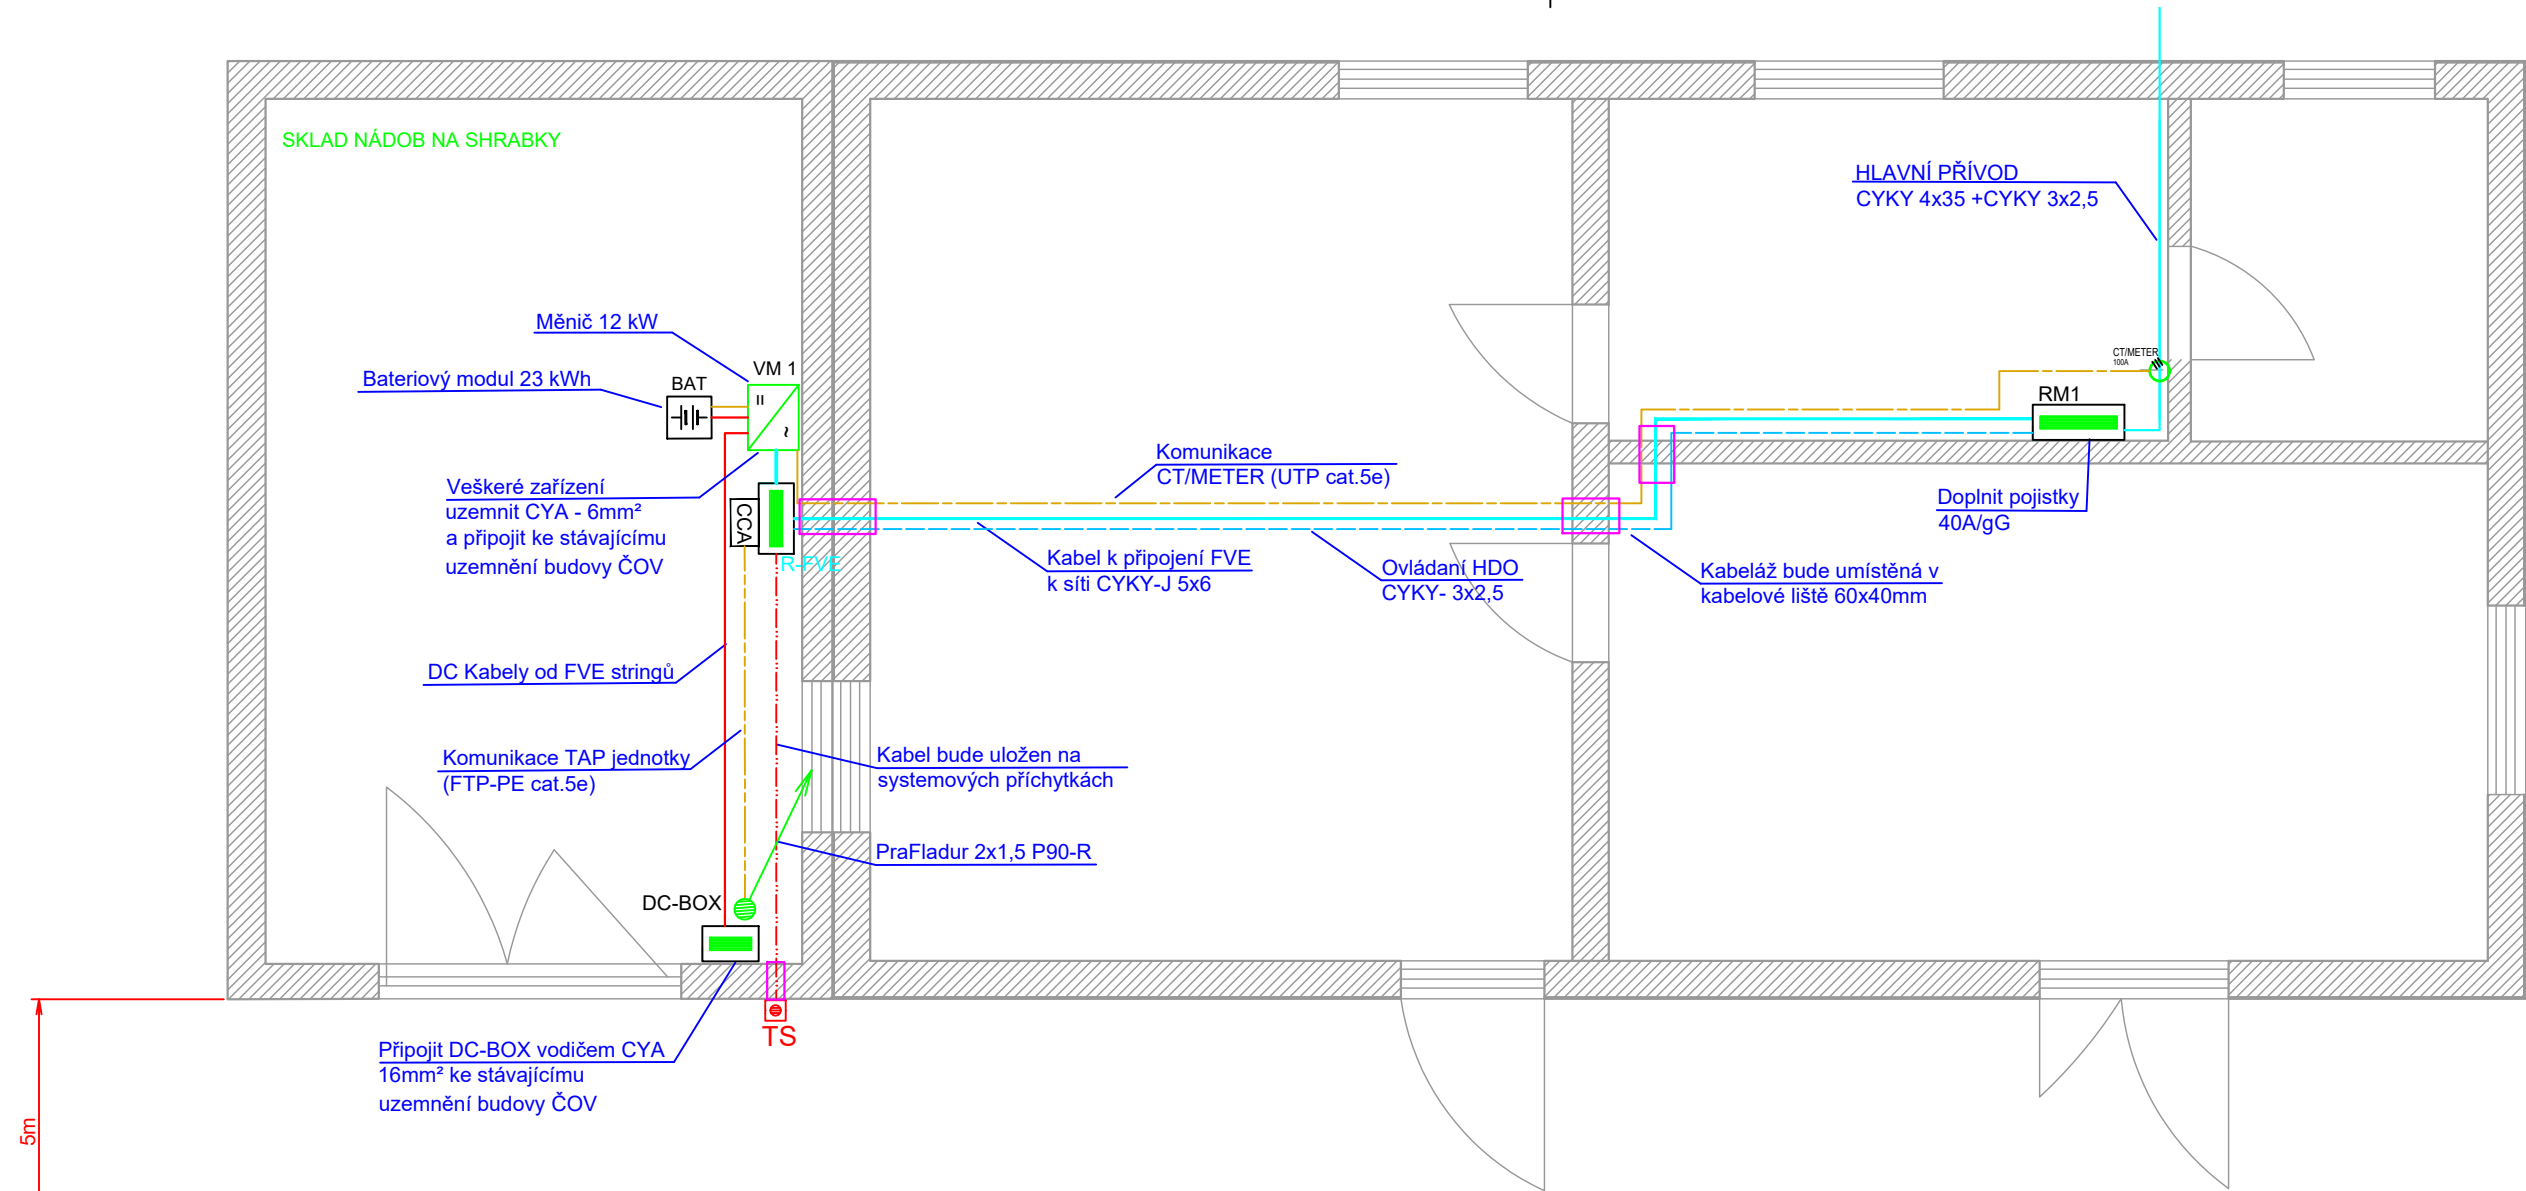 SKLAD NÁDOB NA SHRABKY
HLAVNÍ PŘÍVOD
CYKY 4x35 +CYKY 3x2,5
Měnič 12 kW
VM 1
Bateriový modul 23 kWh
BAT
II
~
CT/METER
100A
RM1
Komunikace
CT/METER (UTP cat.5e)
Veškeré zařízení
uzemnit CYA - 6mm²
a připojit ke stávajícímu
uzemnění budovy ČOV
CCA
R-FVE
Doplnit pojistky
40A/gG
Kabel k připojení FVE
k síti CYKY-J 5x6
Ovládaní HDO
CYKY- 3x2,5
Kabeláž bude umístěná v
kabelové liště 60x40mm
DC Kabely od FVE stringů
Komunikace TAP jednotky
(FTP-PE cat.5e)
Kabel bude uložen na
systemových příchytkách
PraFladur 2x1,5 P90-R
DC-BOX
TS
Připojit DC-BOX vodičem CYA
16mm² ke stávajícímu
uzemnění budovy ČOV
5m